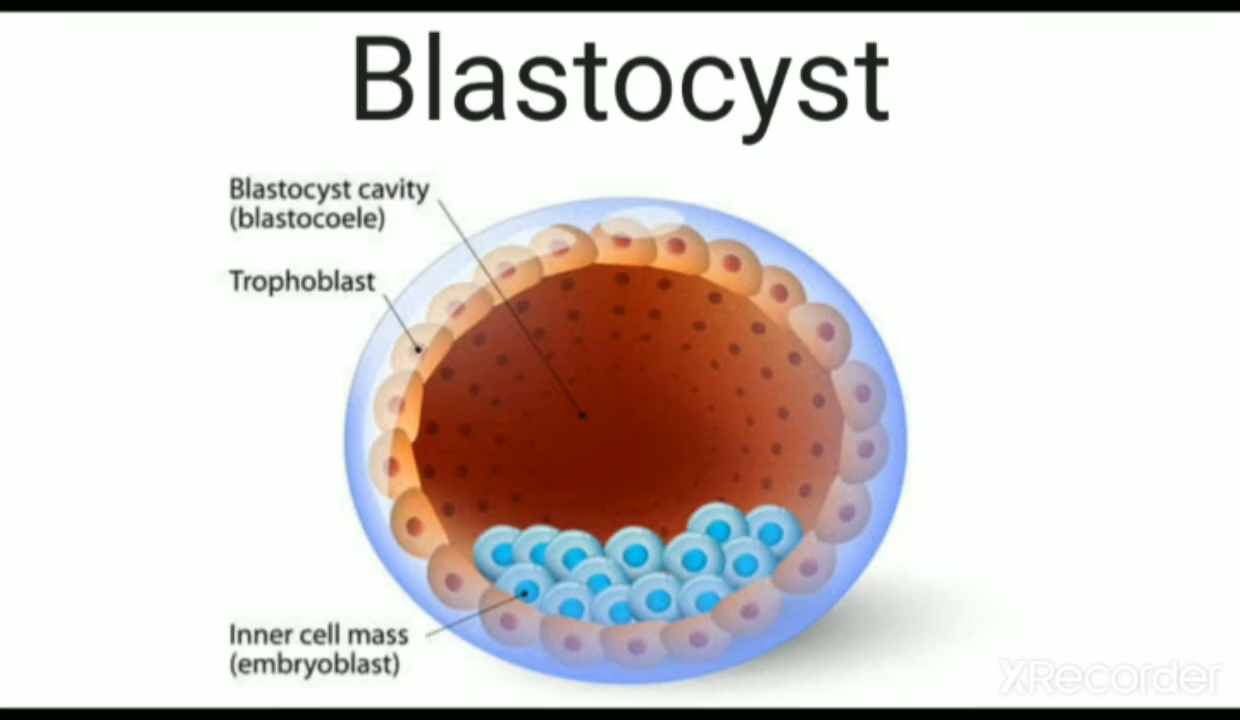 Blastocyst
Blastocyst cavity
(blastocoele)
Trophoblast
Inner cell mass
(embryoblast)
XRecorder